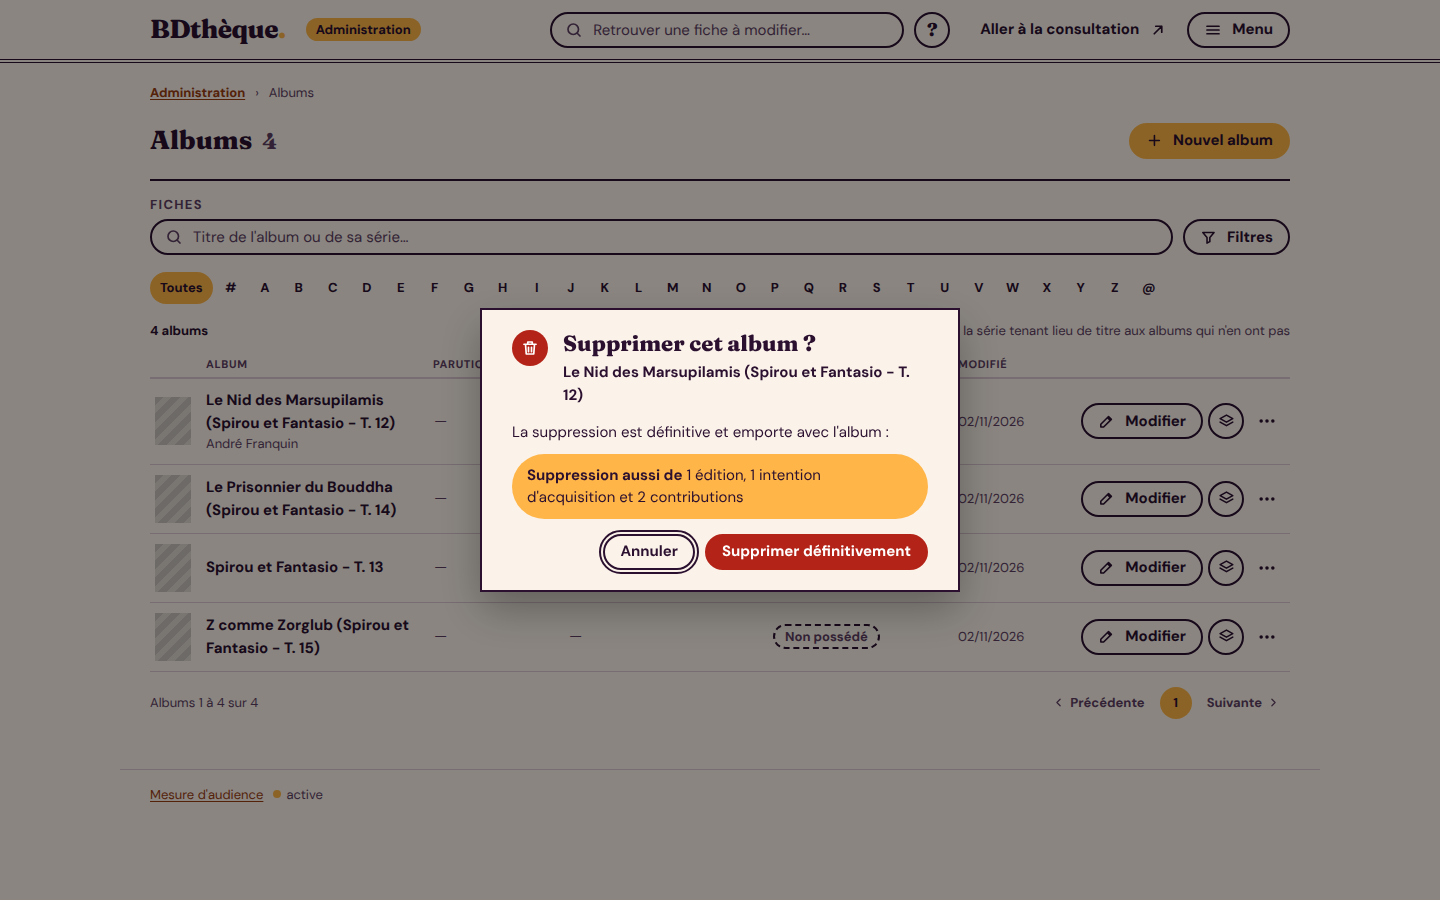 BDthèque.
Administration
Retrouver une fiche à modifier…
?
Aller à la consultation
Menu
Administration › Albums
Albums 4
Nouvel album
FICHES
Titre de l'album ou de sa série…
Filtres
Toutes # A B C D E F G H I J K L M N O P Q R S T U V W X Y Z @
4 albums
la série tenant lieu de titre aux albums qui n'en ont pas
ALBUM
MODIFIÉ
Le Nid des Marsupilamis
(Spirou et Fantasio - T. 12)
André Franquin
—
02/11/2026
Modifier
Le Prisonnier du Bouddha
(Spirou et Fantasio - T. 14)
—
02/11/2026
Modifier
Spirou et Fantasio - T. 13
—
02/11/2026
Modifier
Z comme Zorglub (Spirou et
Fantasio - T. 15)
—
—
Non possédé
02/11/2026
Modifier
Supprimer cet album ?
Le Nid des Marsupilamis (Spirou et Fantasio - T.
12)
La suppression est définitive et emporte avec l'album :
Suppression aussi de 1 édition, 1 intention
d'acquisition et 2 contributions
Annuler
Supprimer définitivement
Albums 1 à 4 sur 4
‹ Précédente
1
Suivante ›
Mesure d'audience
active